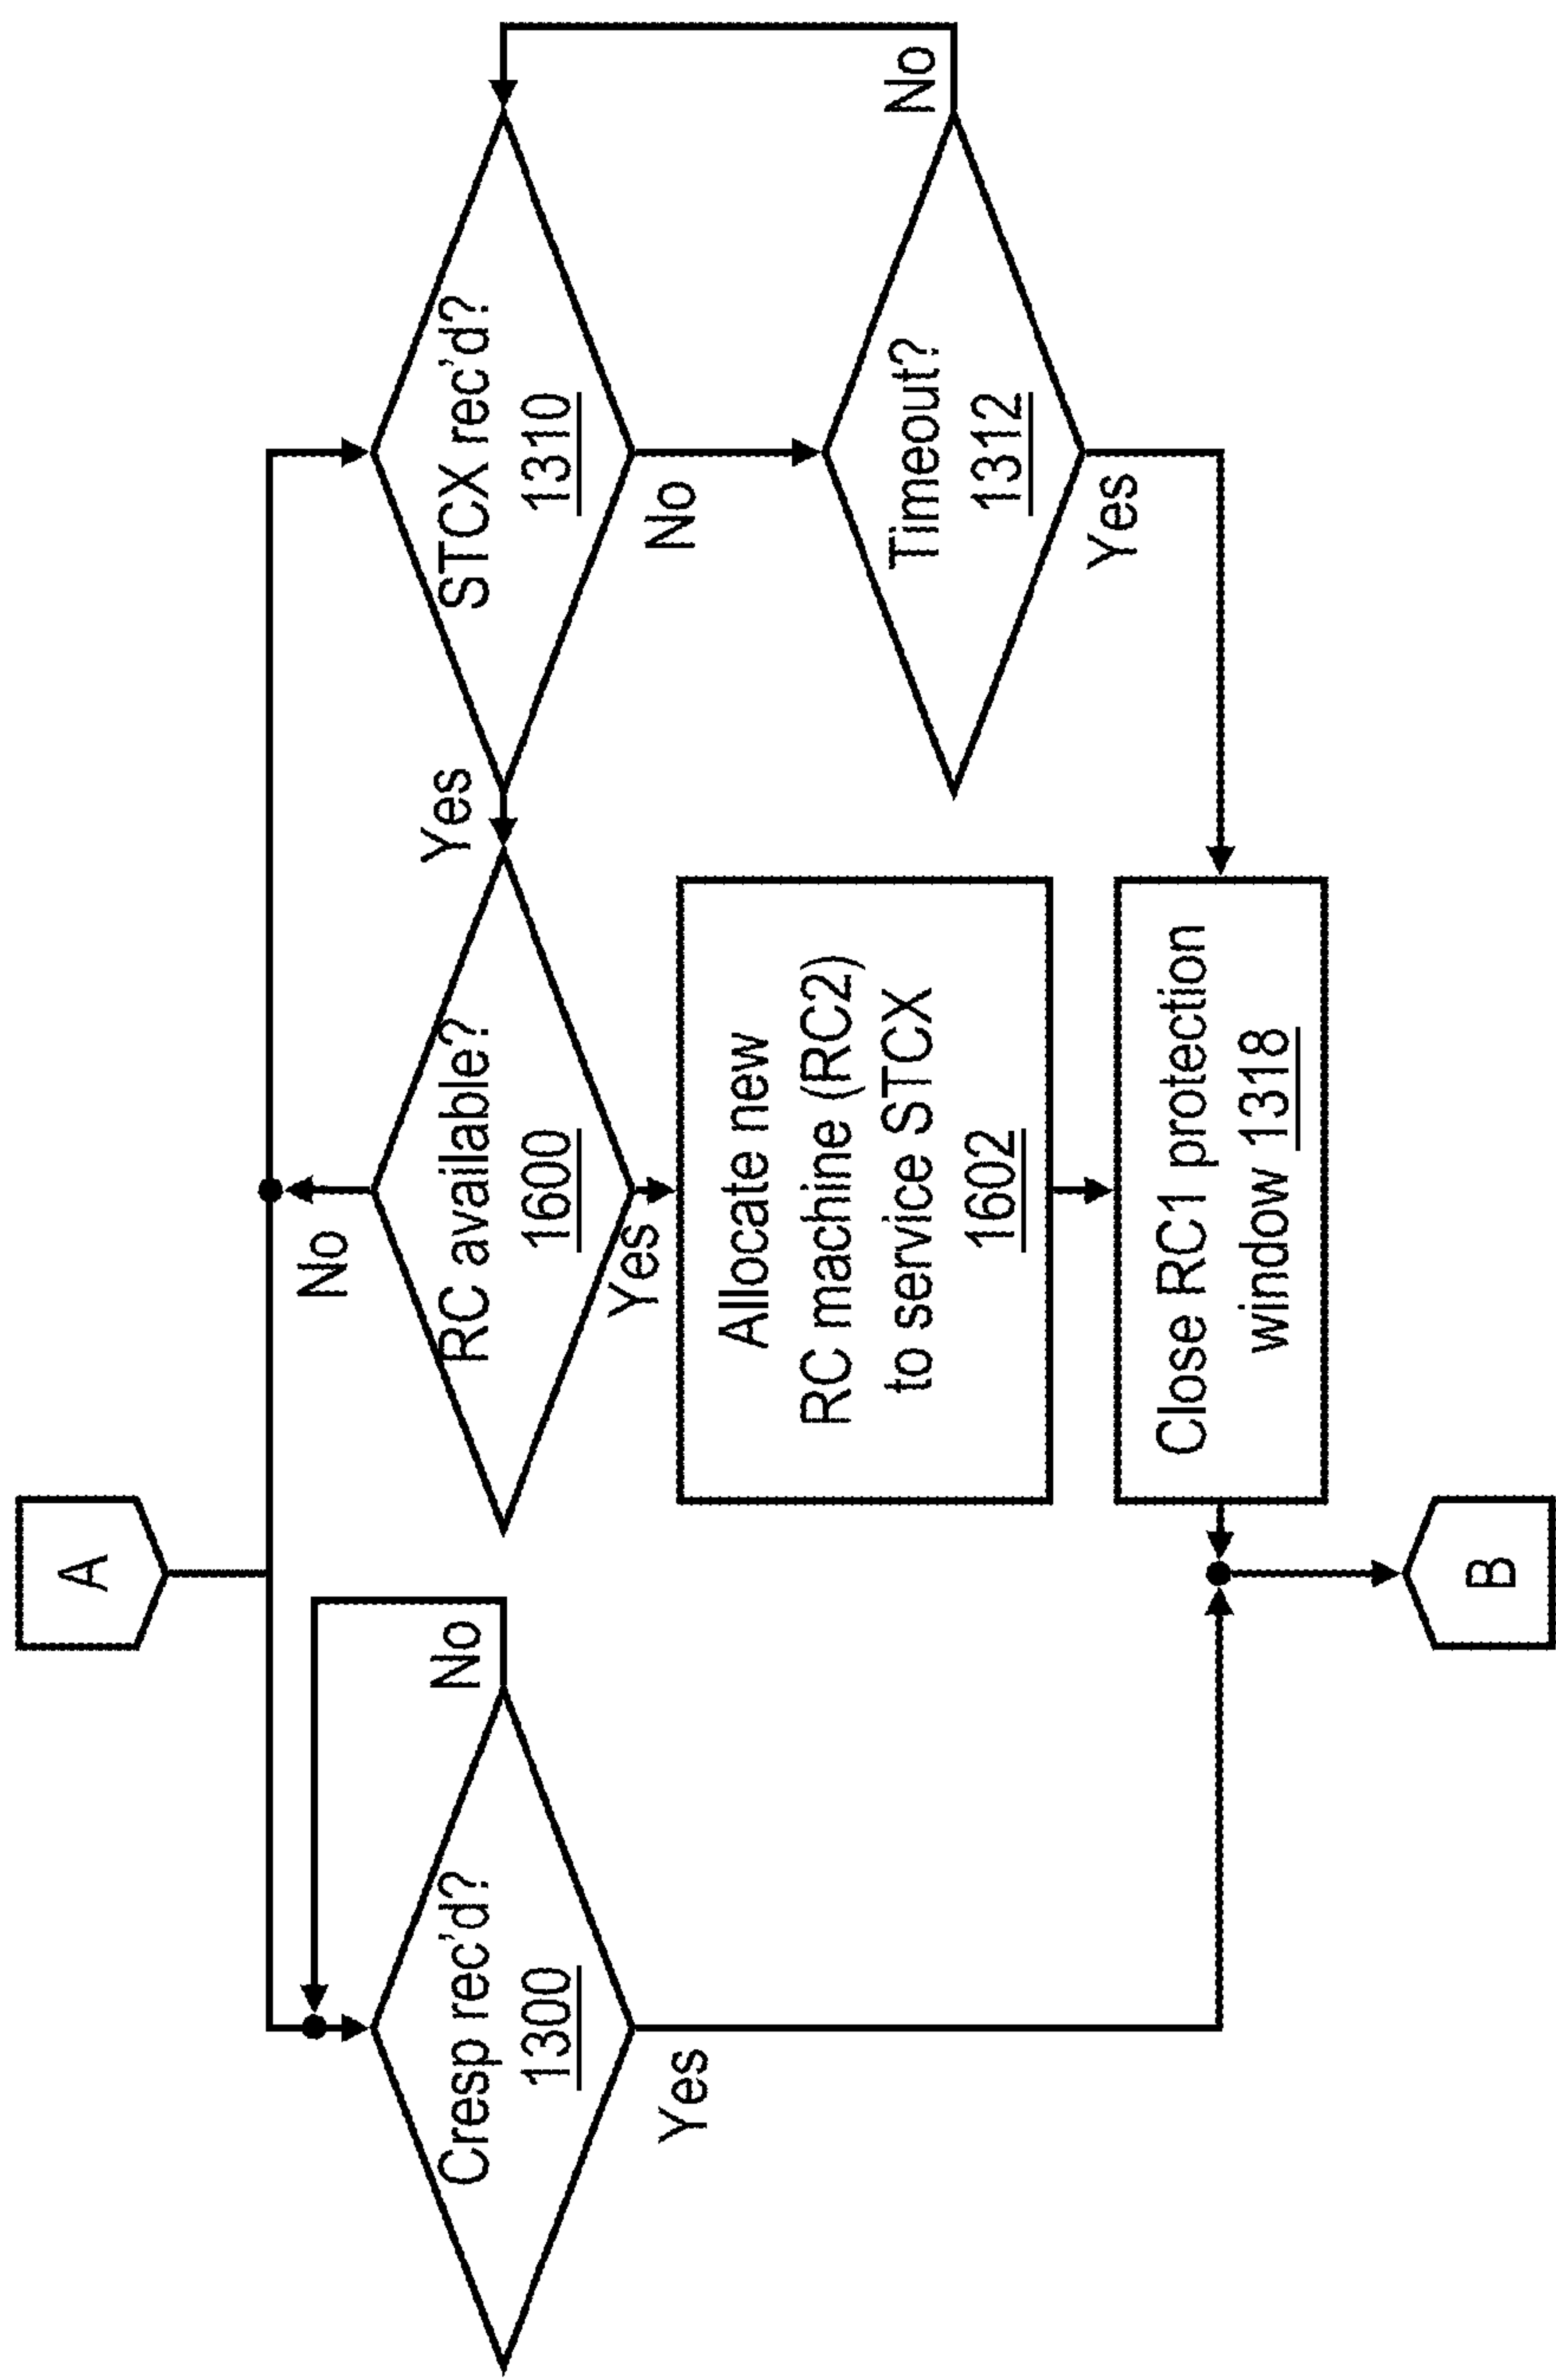 A
Cresp rec'd?
1300
No
Yes
No
RC available?
1600
Yes
Yes
STCX rec'd?
1310
No
Allocate new
RC machine (RC2)
to service STCX
1602
Timeout?
1312
No
Yes
Close RC1 protection
window 1318
B